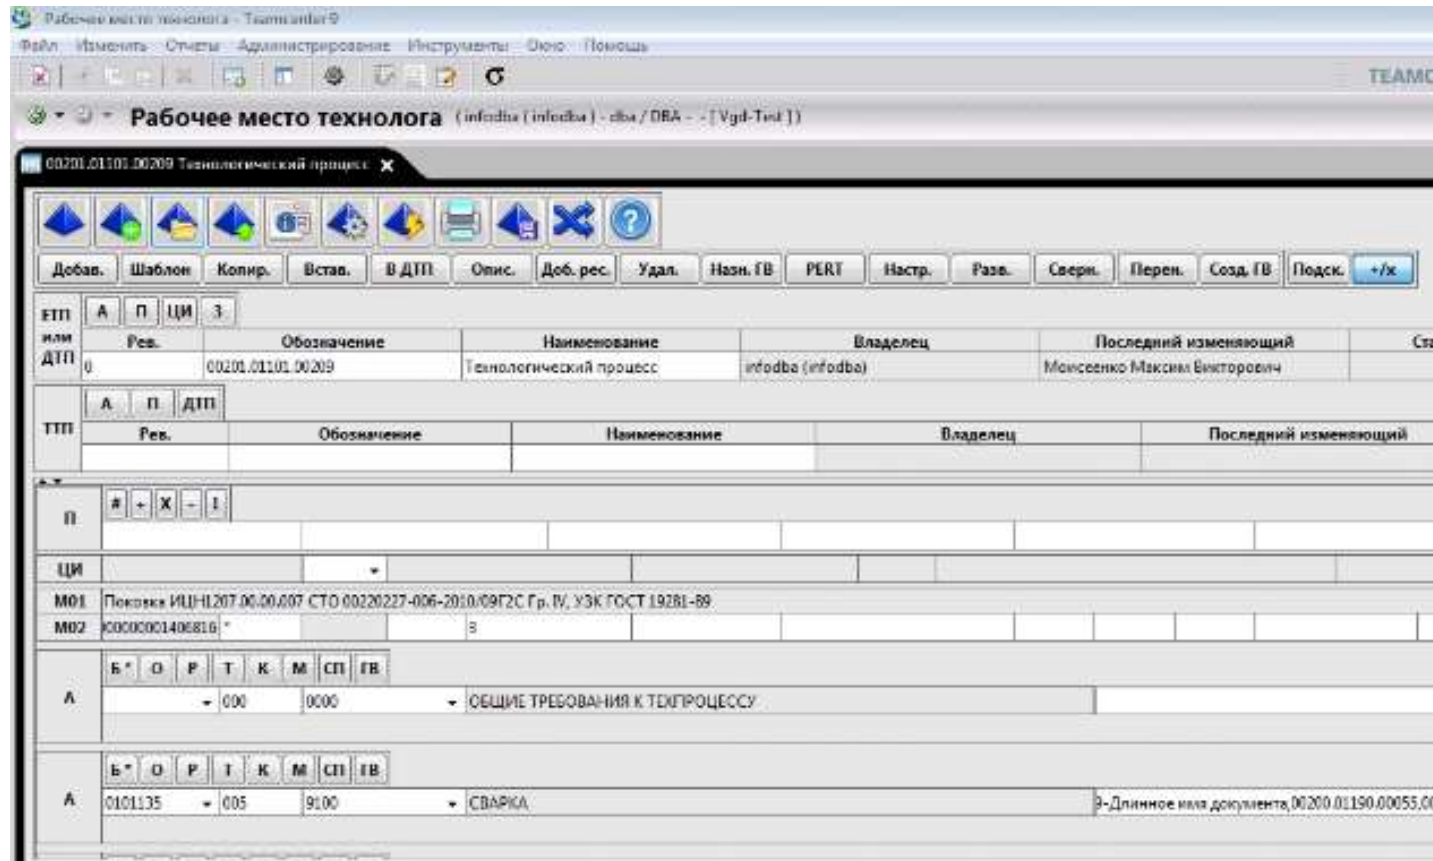 Рабочее место технолога - Teamcenter 9
Файл Изменить Отчеты Администрирование Инструменты Окно Помощь
TEAMC
Рабочее место технолога ( infodba ( infodba ) - dba / DBA - - [ Vgd-Test ] )
00201.01101.00209 Технологический процесс
Добав. Шаблон Копир. Встав. В ДТП Опис. Доб. рес. Удал. Назн. ГВ PERT Настр. Разв. Сверн. Перен. Созд. ГВ Подск. +/x
ЕТП или ДТП А П ЦИ З
Рев. Обозначение Наименование Владелец Последний изменяющий Ста
0 00201.01101.00209 Технологический процесс infodba (infodba) Моисеенко Максим Викторович
А П ДТП
ТТП Рев. Обозначение Наименование Владелец Последний изменяющий
П # + X - I
ЦИ
М01 Поковка ИЦН1207.00.00.007 СТО 00220227-006-2010/09Г2С Гр. IV, УЗК ГОСТ 19281-89
М02 00000001406816 * 3
Б* О Р Т К М СП ГВ
А 000 0000 ОБЩИЕ ТРЕБОВАНИЯ К ТЕХПРОЦЕССУ
Б* О Р Т К М СП ГВ
А 0101135 005 9100 СВАРКА 9-Длинное имя документа,00200.01190.00055,00